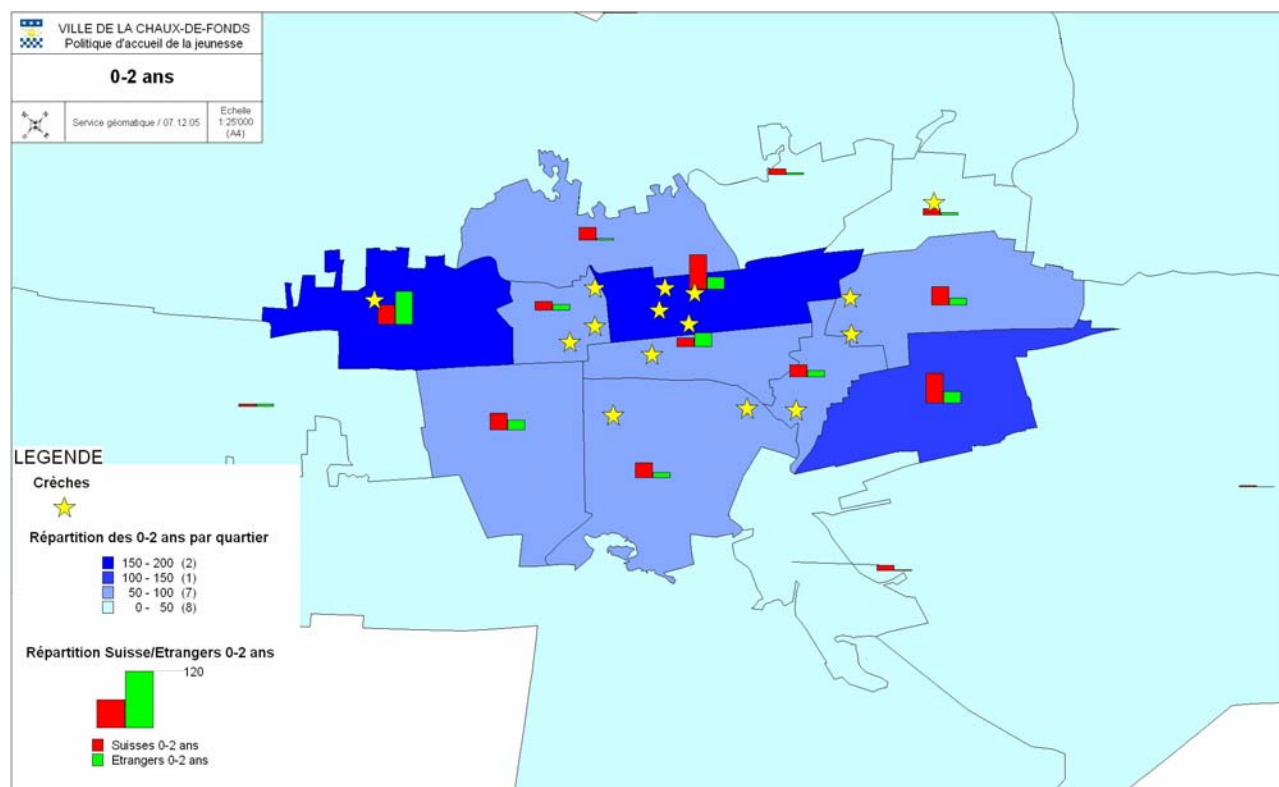 VILLE DE LA CHAUX-DE-FONDS
Politique d'accueil de la jeunesse
0-2 ans
Service géomatique / 07.12.05
Echelle
1:25'000
(A4)
LEGENDE
Crèches
Répartition des 0-2 ans par quartier
150 - 200 (2)
100 - 150 (1)
50 - 100 (7)
0 - 50 (8)
Répartition Suisse/Etrangers 0-2 ans
120
Suisses 0-2 ans
Etrangers 0-2 ans